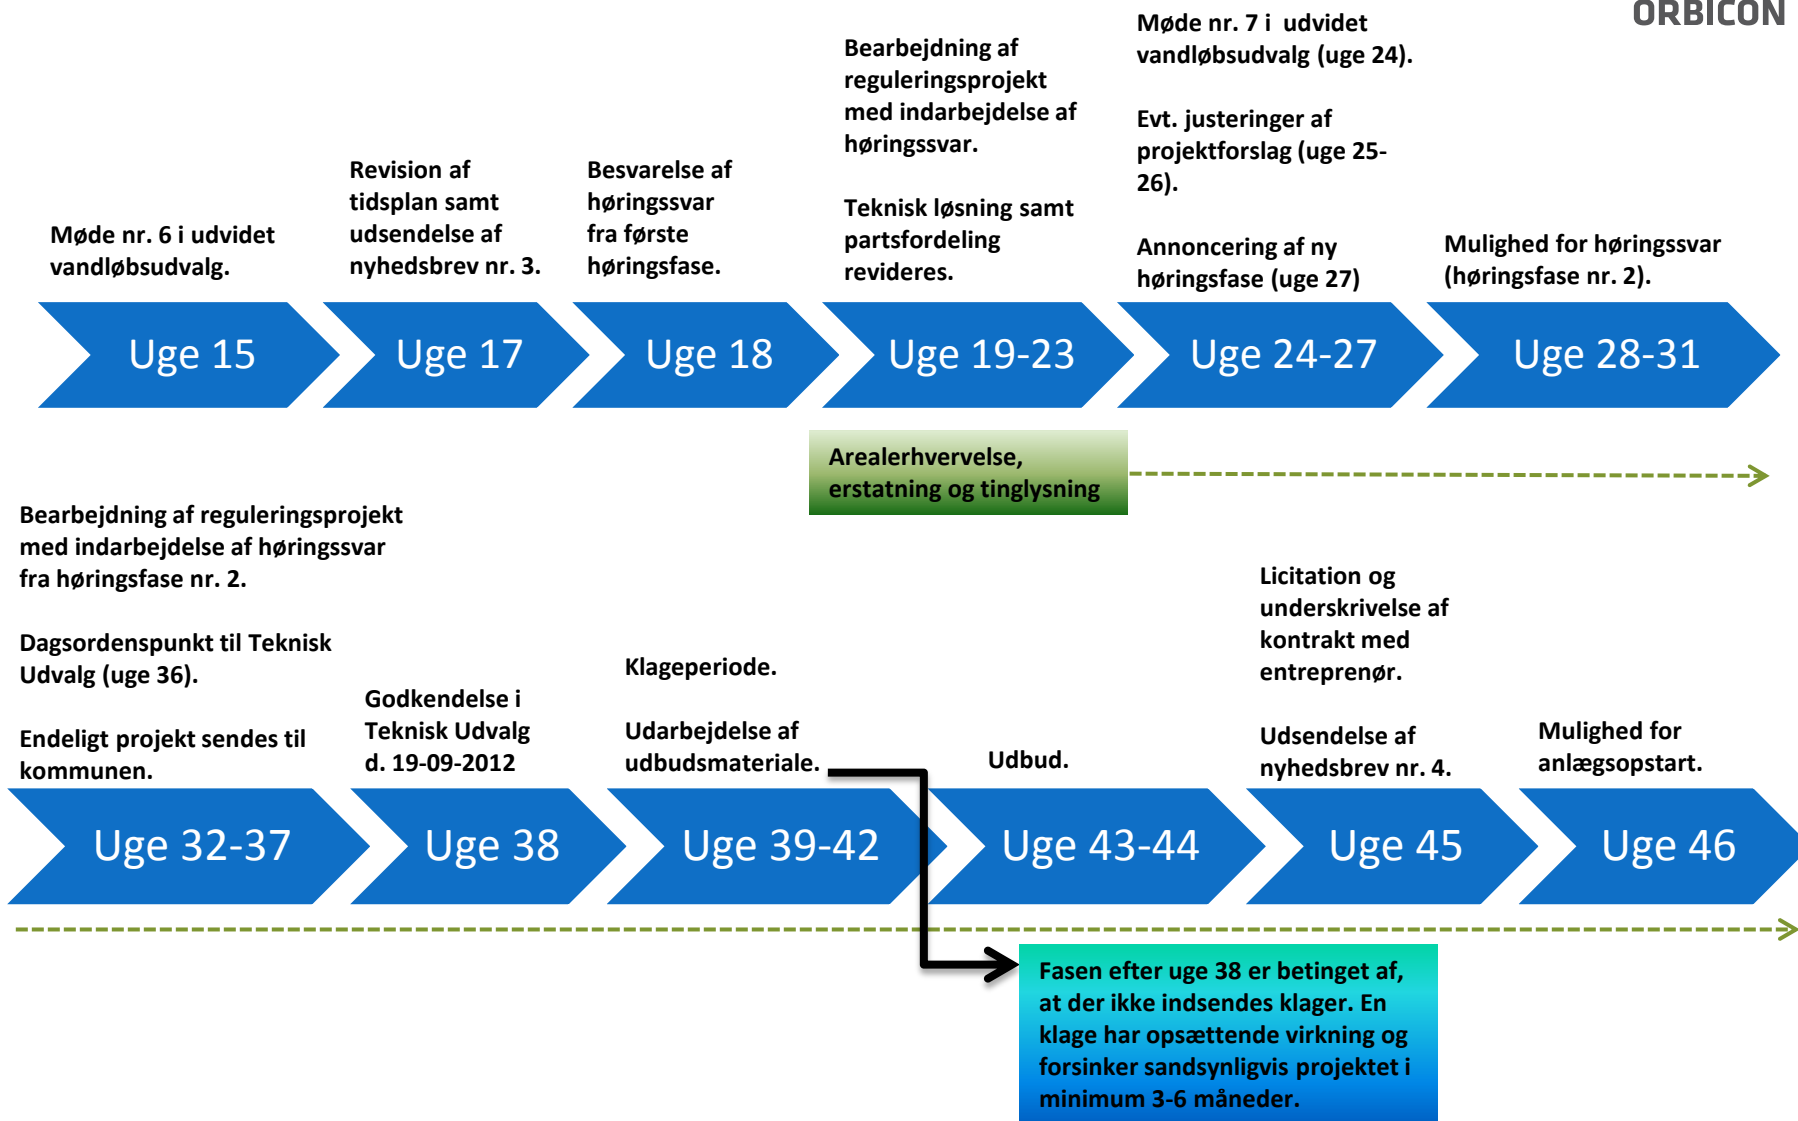 ORBICON
Møde nr. 6 i udvidet
vandløbsudvalg.
Revision af
tidsplan samt
udsendelse af
nyhedsbrev nr. 3.
Besvarelse af
høringssvar
fra første
høringsfase.
Bearbejdning af
reguleringsprojekt
med indarbejdelse af
høringssvar.
Teknisk løsning samt
partsfordeling
revideres.
Møde nr. 7 i udvidet
vandløbsudvalg (uge 24).
Evt. justeringer af
projektforslag (uge 25-
26).
Annoncering af ny
høringsfase (uge 27)
Mulighed for høringssvar
(høringsfase nr. 2).
Uge 15
Uge 17
Uge 18
Uge 19-23
Uge 24-27
Uge 28-31
Arealerhvervelse,
erstatning og tinglysning
Bearbejdning af reguleringsprojekt
med indarbejdelse af høringssvar
fra høringsfase nr. 2.
Dagsordenspunkt til Teknisk
Udvalg (uge 36).
Endeligt projekt sendes til
kommunen.
Godkendelse i
Teknisk Udvalg
d. 19-09-2012
Klageperiode.
Udarbejdelse af
udbudsmateriale.
Udbud.
Licitation og
underskrivelse af
kontrakt med
entreprenør.
Udsendelse af
nyhedsbrev nr. 4.
Mulighed for
anlægsopstart.
Uge 32-37
Uge 38
Uge 39-42
Uge 43-44
Uge 45
Uge 46
Fasen efter uge 38 er betinget af,
at der ikke indsendes klager. En
klage har opsættende virkning og
forsinker sandsynligvis projektet i
minimum 3-6 måneder.